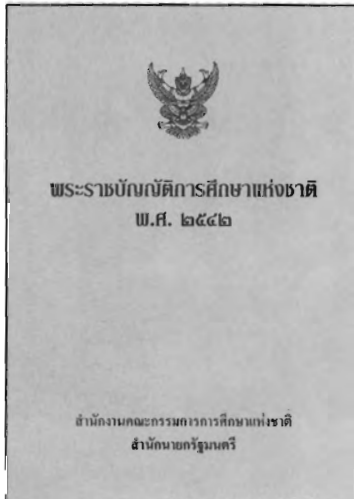 พระราชบัญญัติการศึกษาแห่งชาติ
พ.ศ. ๒๕๔๒
สำนักงานคณะกรรมการการศึกษาแห่งชาติ
สำนักนายกรัฐมนตรี